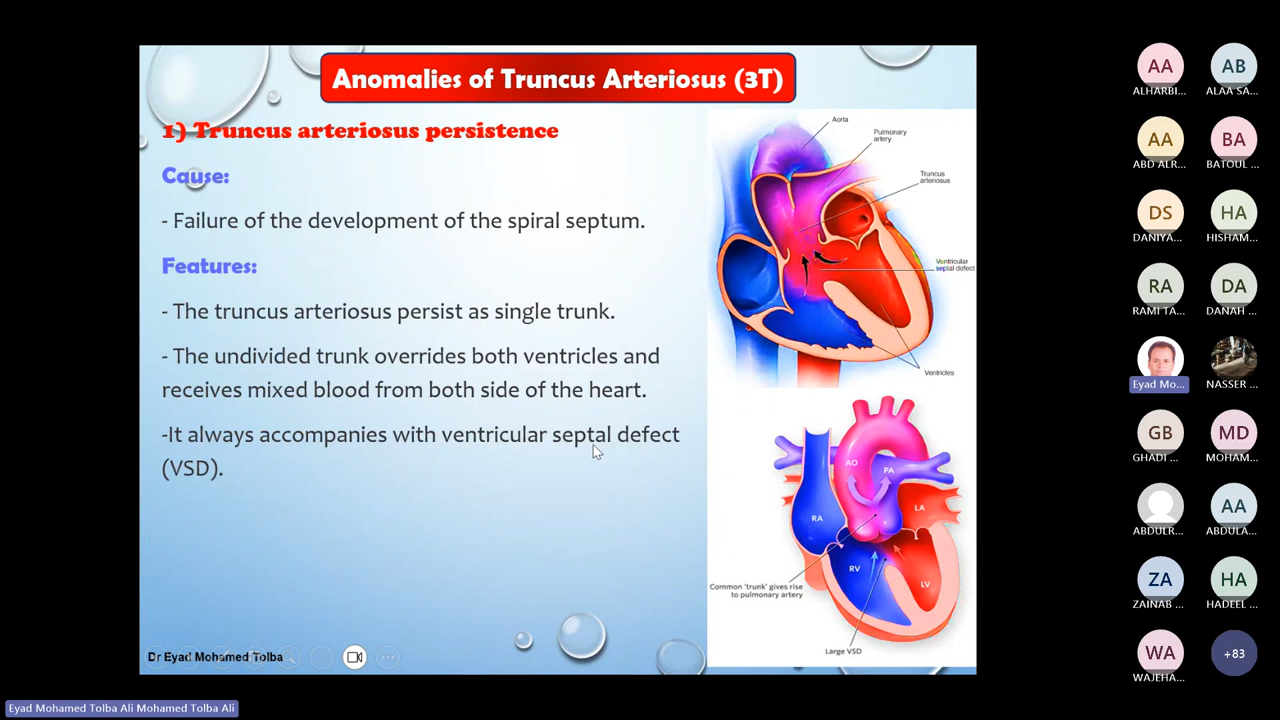 Anomalies of Truncus Arteriosus (3T)
1) Truncus arteriosus persistence
Cause:
- Failure of the development of the spiral septum.
Features:
- The truncus arteriosus persist as single trunk.
- The undivided trunk overrides both ventricles and
receives mixed blood from both side of the heart.
-It always accompanies with ventricular septal defect
(VSD).
Dr Eyad Mohamed Tolba
Aorta
Pulmonary
artery
Truncus
arteriosus
Ventricular
septal defect
Ventricles
AO
PA
RA
LA
RV
LV
Common 'trunk' gives rise
to pulmonary artery
Large VSD
AA
ALHARBI...
AB
ALAA SA...
AA
ABD ALR...
BA
BATOUL ...
DS
DANIYA...
HA
HISHAM...
RA
RAMI TA...
DA
DANAH ...
Eyad Mo...
NASSER ...
GB
GHADI ...
MD
MOHAM...
ABDULR...
AA
ABDULA...
ZA
ZAINAB ...
HA
HADEEL ...
WA
WAJEHA...
+83
Eyad Mohamed Tolba Ali Mohamed Tolba Ali